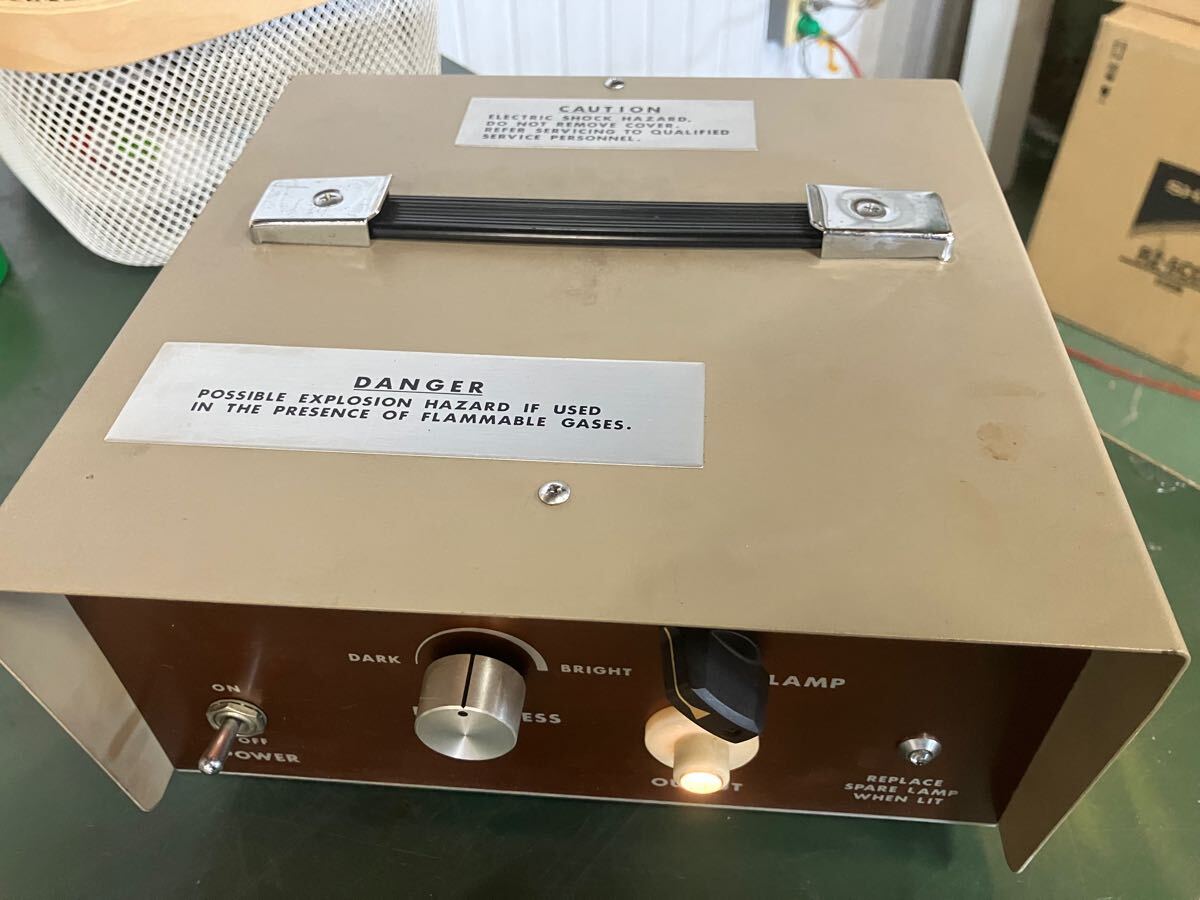 CAUTION
ELECTRIC SHOCK HAZARD.
DO NOT REMOVE COVER.
REFER SERVICING TO QUALIFIED
SERVICE PERSONNEL.
DANGER
POSSIBLE EXPLOSION HAZARD IF USED
IN THE PRESENCE OF FLAMMABLE GASES.
DARK
BRIGHT
LAMP
ON
OFF
POWER
ESS
REPLACE
SPARE LAMP
WHEN LIT